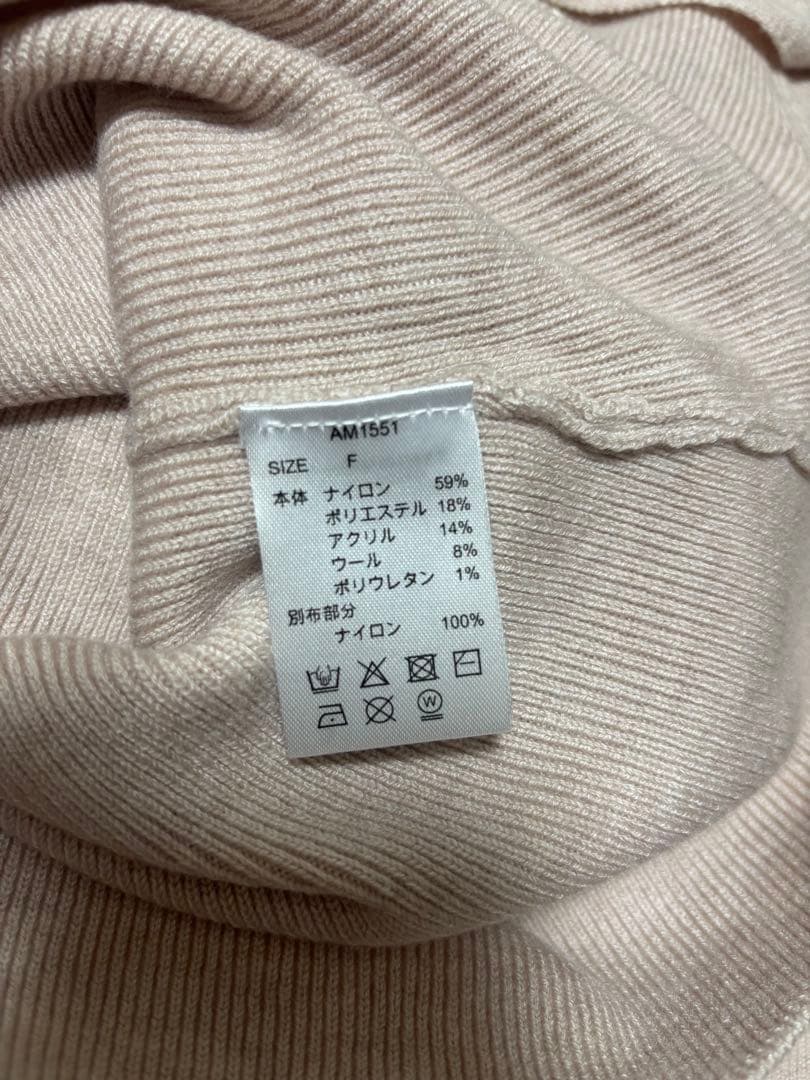 AM1551
SIZE F
本体 ナイロン 59%
ポリエステル 18%
アクリル 14%
ウール 8%
ポリウレタン 1%
別布部分
ナイロン 100%
W